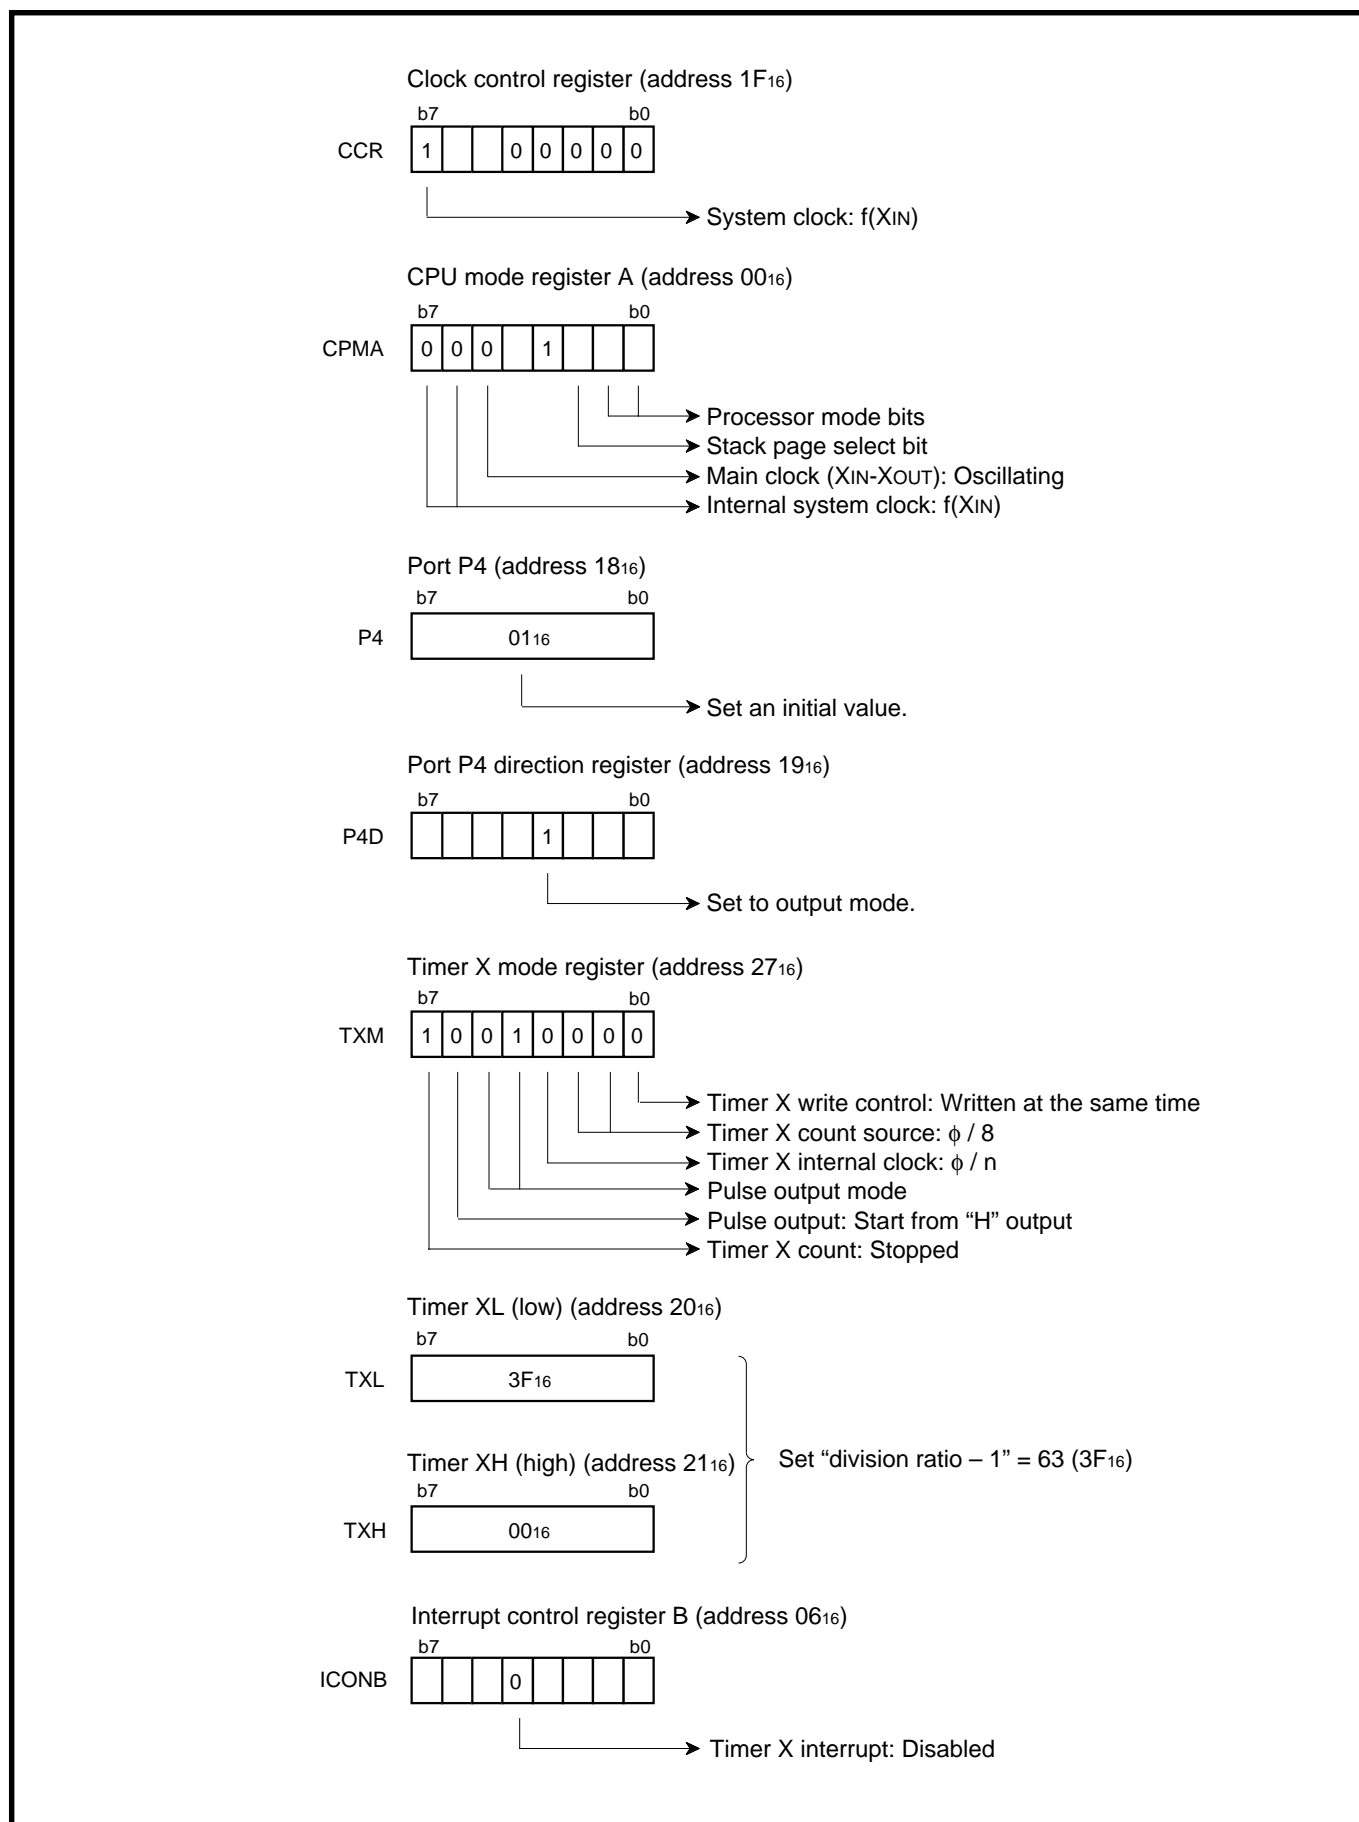 Clock control register (address 1F16)
b7 b0
CCR 1 0 0 0 0 0
System clock: f(XIN)
CPU mode register A (address 0016)
b7 b0
CPMA 0 0 0 1
Processor mode bits
Stack page select bit
Main clock (XIN-XOUT): Oscillating
Internal system clock: f(XIN)
Port P4 (address 1816)
b7 b0
P4 0116
Set an initial value.
Port P4 direction register (address 1916)
b7 b0
P4D 1
Set to output mode.
Timer X mode register (address 2716)
b7 b0
TXM 1 0 0 1 0 0 0 0
Timer X write control: Written at the same time
Timer X count source: ϕ / 8
Timer X internal clock: ϕ / n
Pulse output mode
Pulse output: Start from “H” output
Timer X count: Stopped
Timer XL (low) (address 2016)
b7 b0
TXL 3F16
Timer XH (high) (address 2116)
Set “division ratio – 1” = 63 (3F16)
b7 b0
TXH 0016
Interrupt control register B (address 0616)
b7 b0
ICONB 0
Timer X interrupt: Disabled